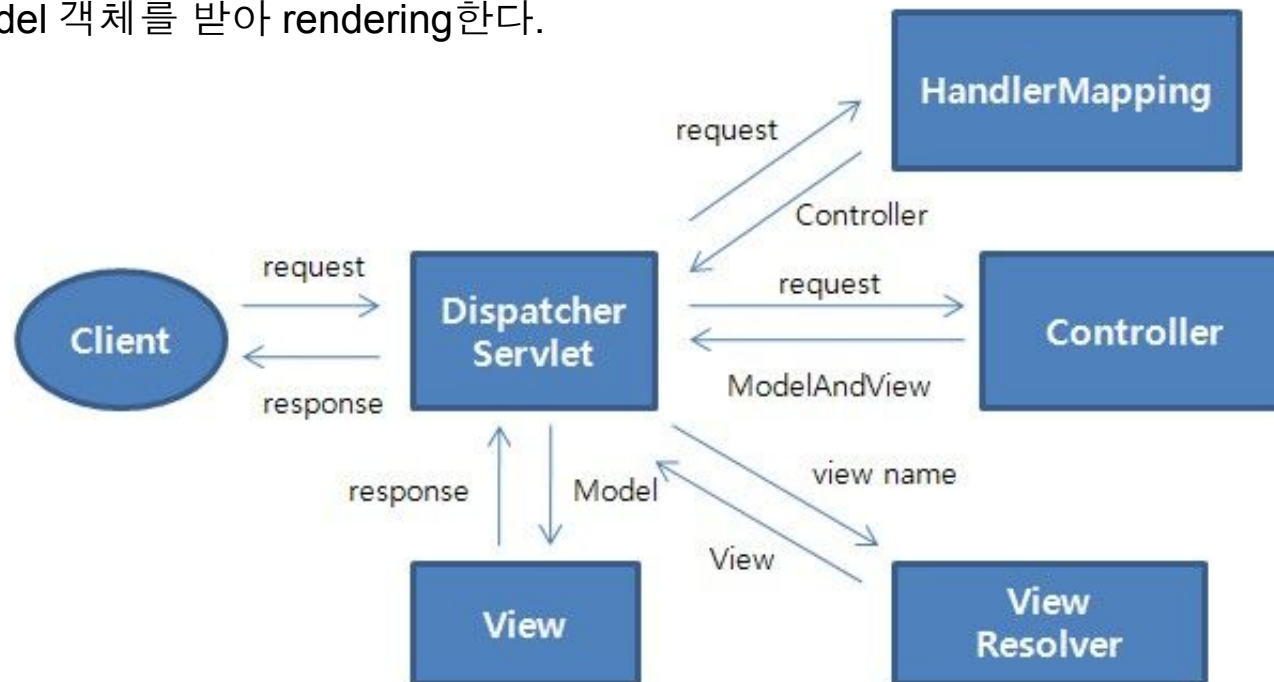 del 객체를 받아 rendering한다.
HandlerMapping
request
Controller
request
request
Client
Dispatcher
Servlet
Controller
ModelAndView
response
response
Model
view name
View
View
View
Resolver